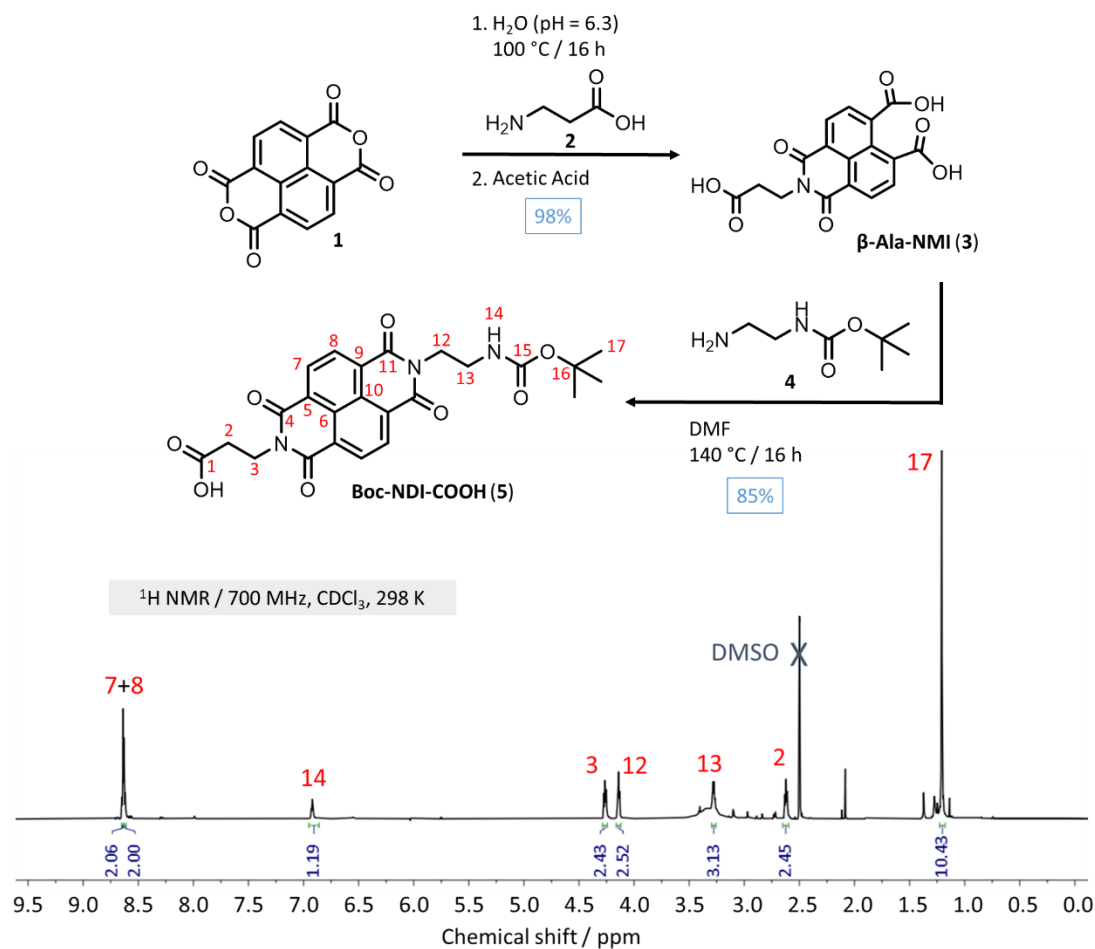 1. H₂O (pH = 6.3)
100 °C / 16 h
O
H₂N
OH
2
2. Acetic Acid
98%
O
O
O
O
O
O
1
O
OH
O
OH
O
N
O
HO
O
β-Ala-NMI (3)
H₂N
H
N
O
O
4
DMF
140 °C / 16 h
85%
14
H
N
15
O
17
16
O
12
13
O
11
N
O
8
7
9
10
5
6
O
4
N
O
2
3
O
1
OH
Boc-NDI-COOH (5)
¹H NMR / 700 MHz, CDCl₃, 298 K
7+8
14
3
12
13
2
DMSO X
17
2.06
2.00
1.19
2.43
2.52
3.13
2.45
10.43
9.5 9.0 8.5 8.0 7.5 7.0 6.5 6.0 5.5 5.0 4.5 4.0 3.5 3.0 2.5 2.0 1.5 1.0 0.5 0.0
Chemical shift / ppm